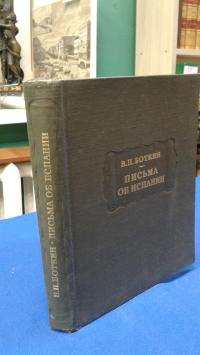 В.П.БОТКИН
ПИСЬМА
ОБ ИСПАНИИ
В.П.БОТКИН • ПИСЬМА ОБ ИСПАНИИ